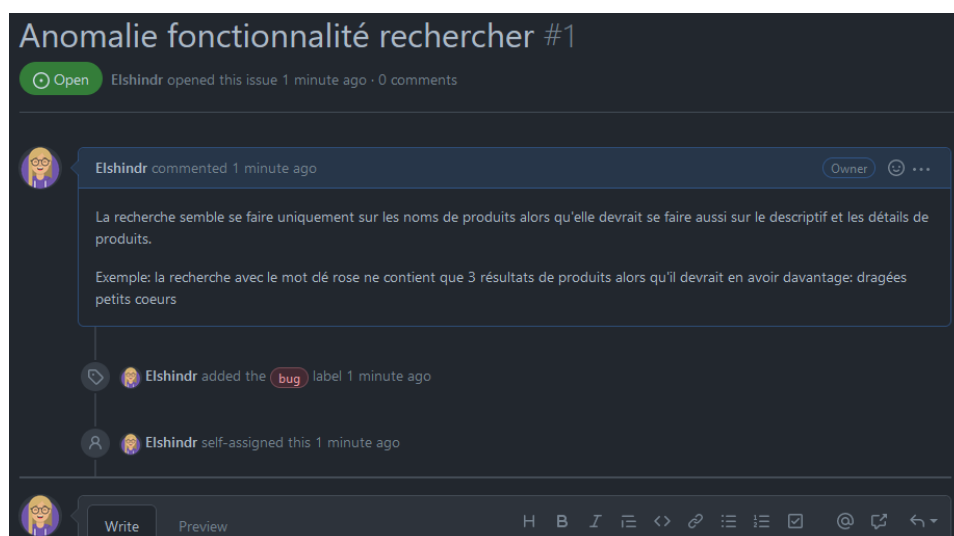 Anomalie fonctionnalité rechercher #1
Open Elshindr opened this issue 1 minute ago · 0 comments
Elshindr commented 1 minute ago Owner
La recherche semble se faire uniquement sur les noms de produits alors qu'elle devrait se faire aussi sur le descriptif et les détails de
produits.
Exemple: la recherche avec le mot clé rose ne contient que 3 résultats de produits alors qu'il devrait en avoir davantage: dragées
petits coeurs
Elshindr added the bug label 1 minute ago
Elshindr self-assigned this 1 minute ago
Write Preview